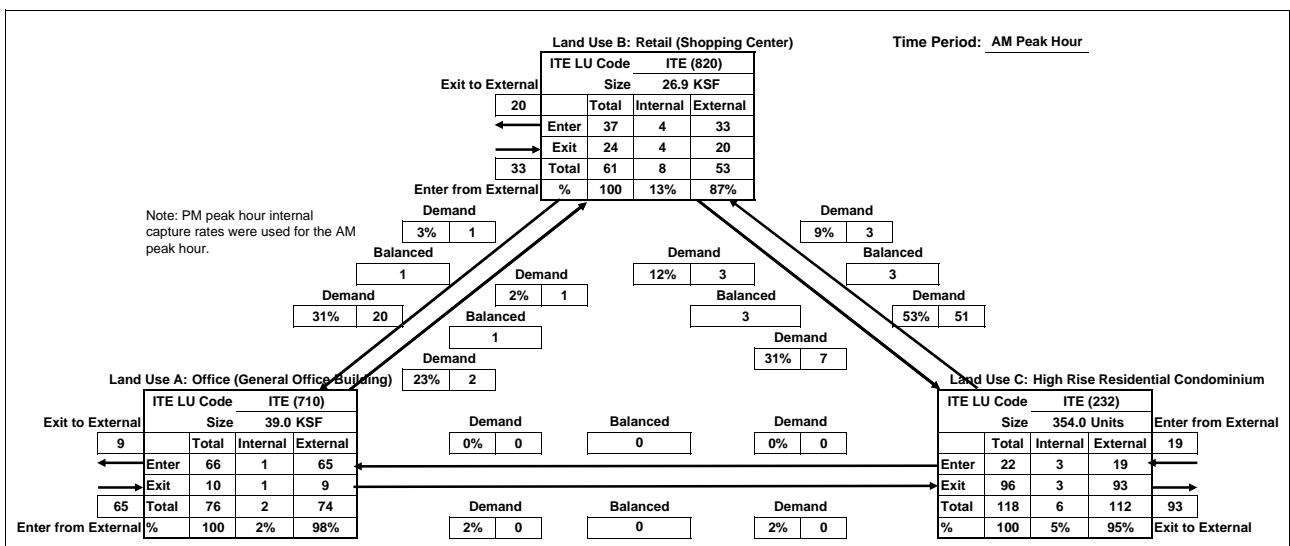 Land Use B: Retail (Shopping Center)
Time Period: AM Peak Hour
ITE LU Code ITE (820)
Exit to External Size 26.9 KSF
20 Total Internal External
Enter 37 4 33
Exit 24 4 20
33 Total 61 8 53
Enter from External % 100 13% 87%
Note: PM peak hour internal
capture rates were used for the AM
peak hour.
Demand
3% 1
Balanced
1
Demand
31% 20
Demand
2% 1
Balanced
1
Demand
23% 2
Demand
12% 3
Balanced
3
Demand
31% 7
Demand
9% 3
Balanced
3
Demand
53% 51
Land Use A: Office (General Office Building)
ITE LU Code ITE (710)
Exit to External Size 39.0 KSF
9 Total Internal External
Enter 66 1 65
Exit 10 1 9
65 Total 76 2 74
Enter from External % 100 2% 98%
Demand Balanced Demand
0% 0 0 0% 0
Demand Balanced Demand
2% 0 0 2% 0
Land Use C: High Rise Residential Condominium
ITE LU Code ITE (232)
Size 354.0 Units Enter from External
Total Internal External 19
Enter 22 3 19
Exit 96 3 93
Total 118 6 112 93
% 100 5% 95% Exit to External